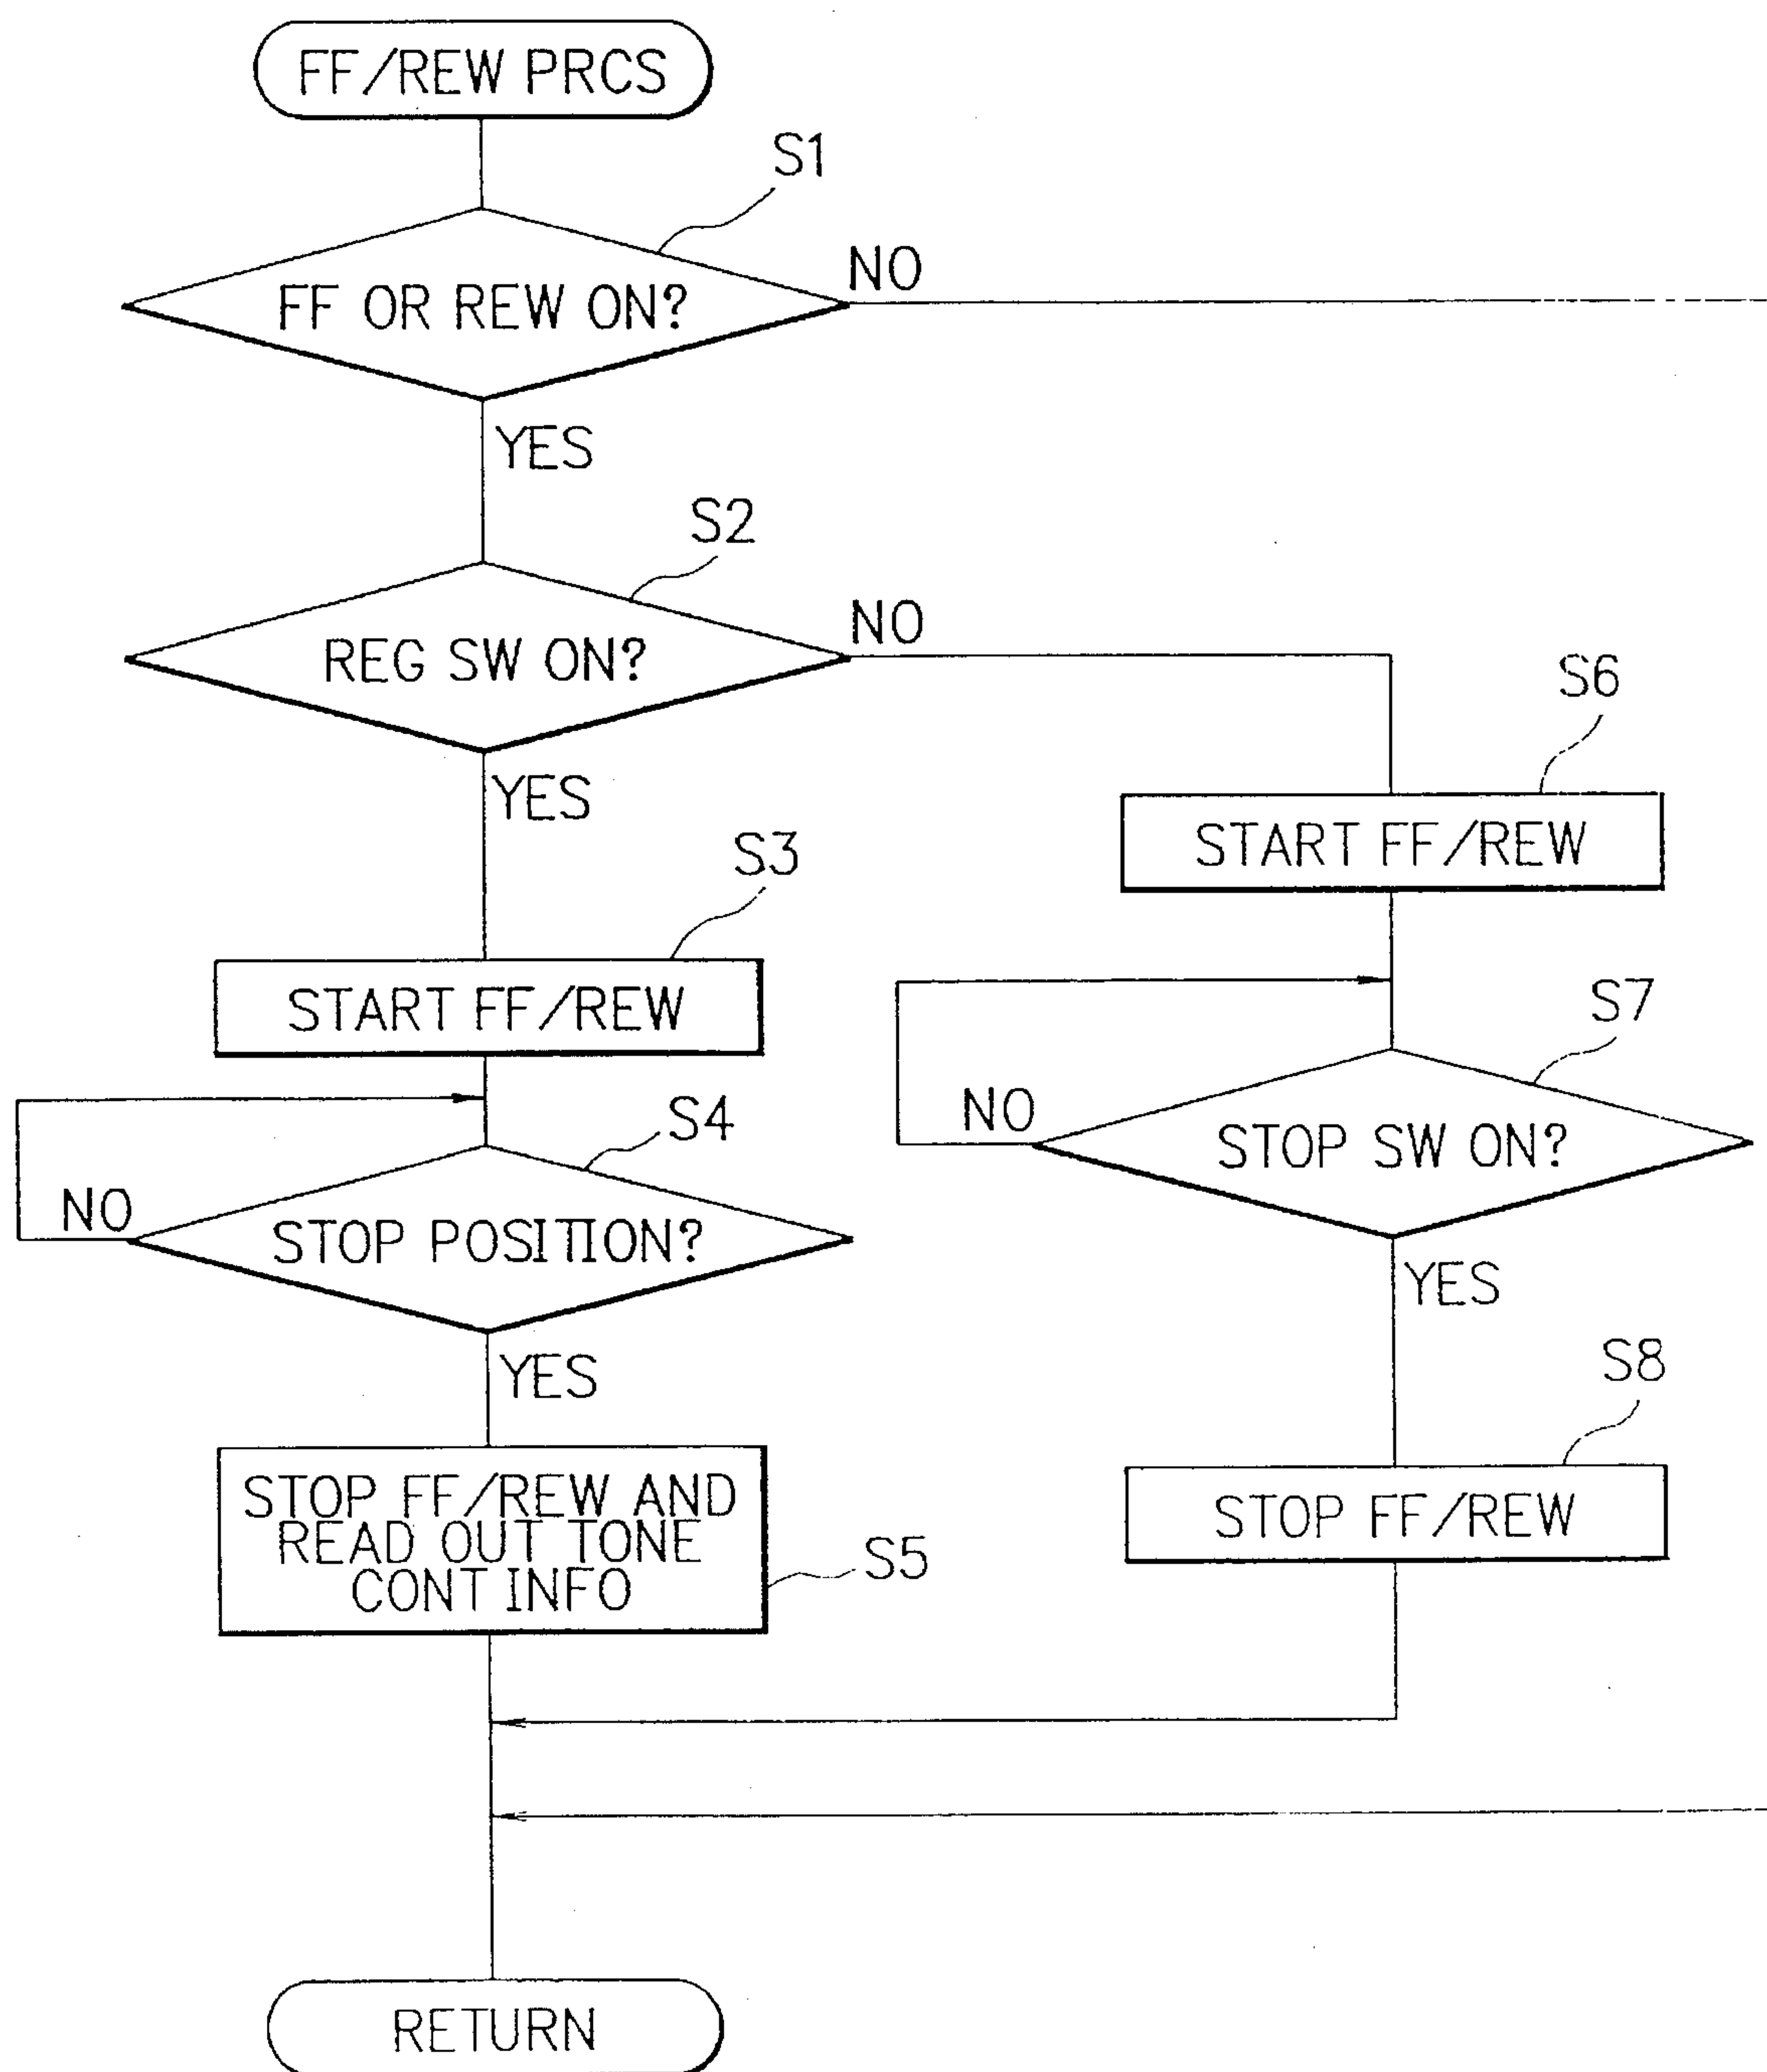 FF/REW PRCS
S1
FF OR REW ON?
NO
YES
S2
REG SW ON?
NO
YES
S6
START FF/REW
S3
START FF/REW
S7
STOP SW ON?
NO
YES
S4
STOP POSITION?
NO
YES
S8
STOP FF/REW
STOP FF/REW AND
READ OUT TONE
CONT INFO
S5
RETURN